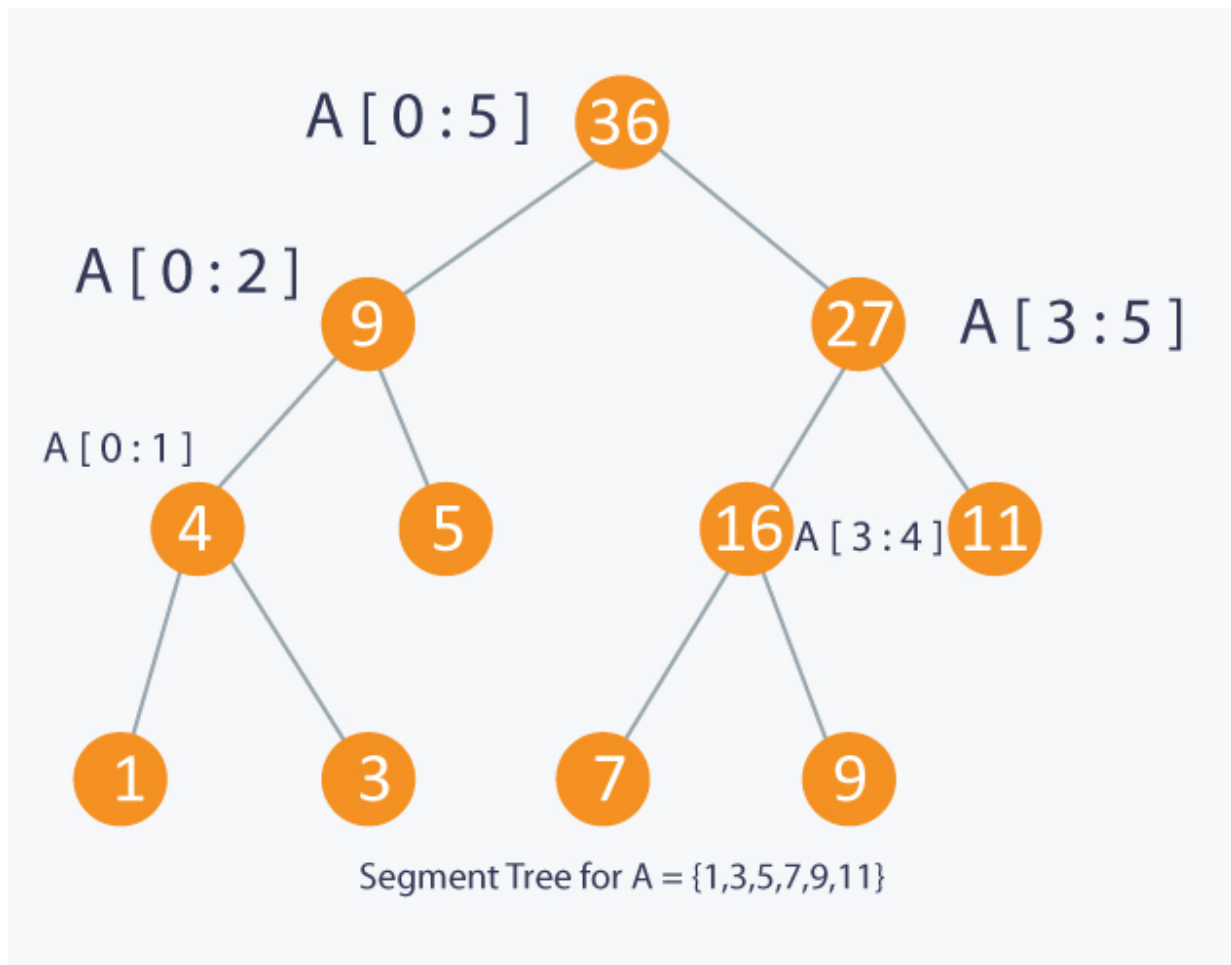 A [ 0 : 5 ] 36
A [ 0 : 2 ]
9 27 A [ 3 : 5 ]
A [ 0 : 1 ]
4 5 16 A [ 3 : 4 ] 11
1 3 7 9
Segment Tree for A = {1,3,5,7,9,11}